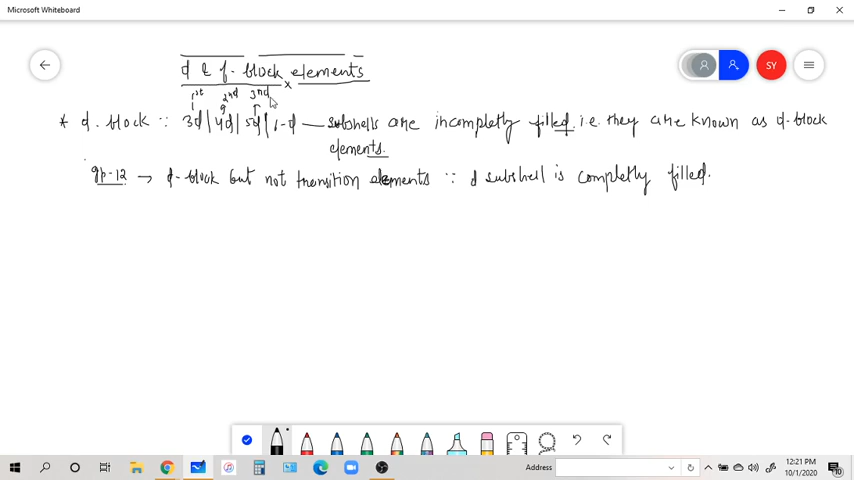 Microsoft Whiteboard
d & f-block elements
1st 2nd 3rd
* d-block :: 3d|4d|5d|6-d — subshells are incompletly filled i.e. they are known as d-block
elements.
gp-12 → d-block but not transition elements ∵ d subshell is completly filled.
SY
Address
12:21 PM
10/1/2020